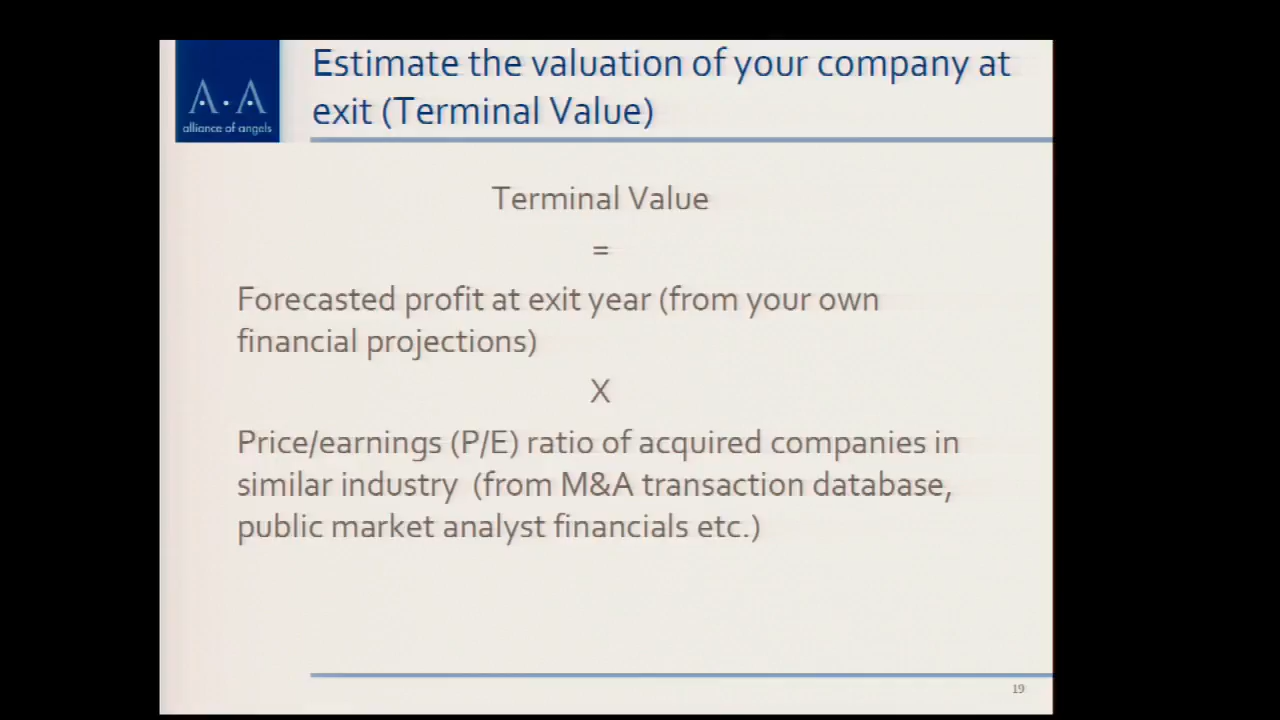 Estimate the valuation of your company at
exit (Terminal Value)
A·A
alliance of angels
Terminal Value
=
Forecasted profit at exit year (from your own
financial projections)
X
Price/earnings (P/E) ratio of acquired companies in
similar industry (from M&A transaction database,
public market analyst financials etc.)
19